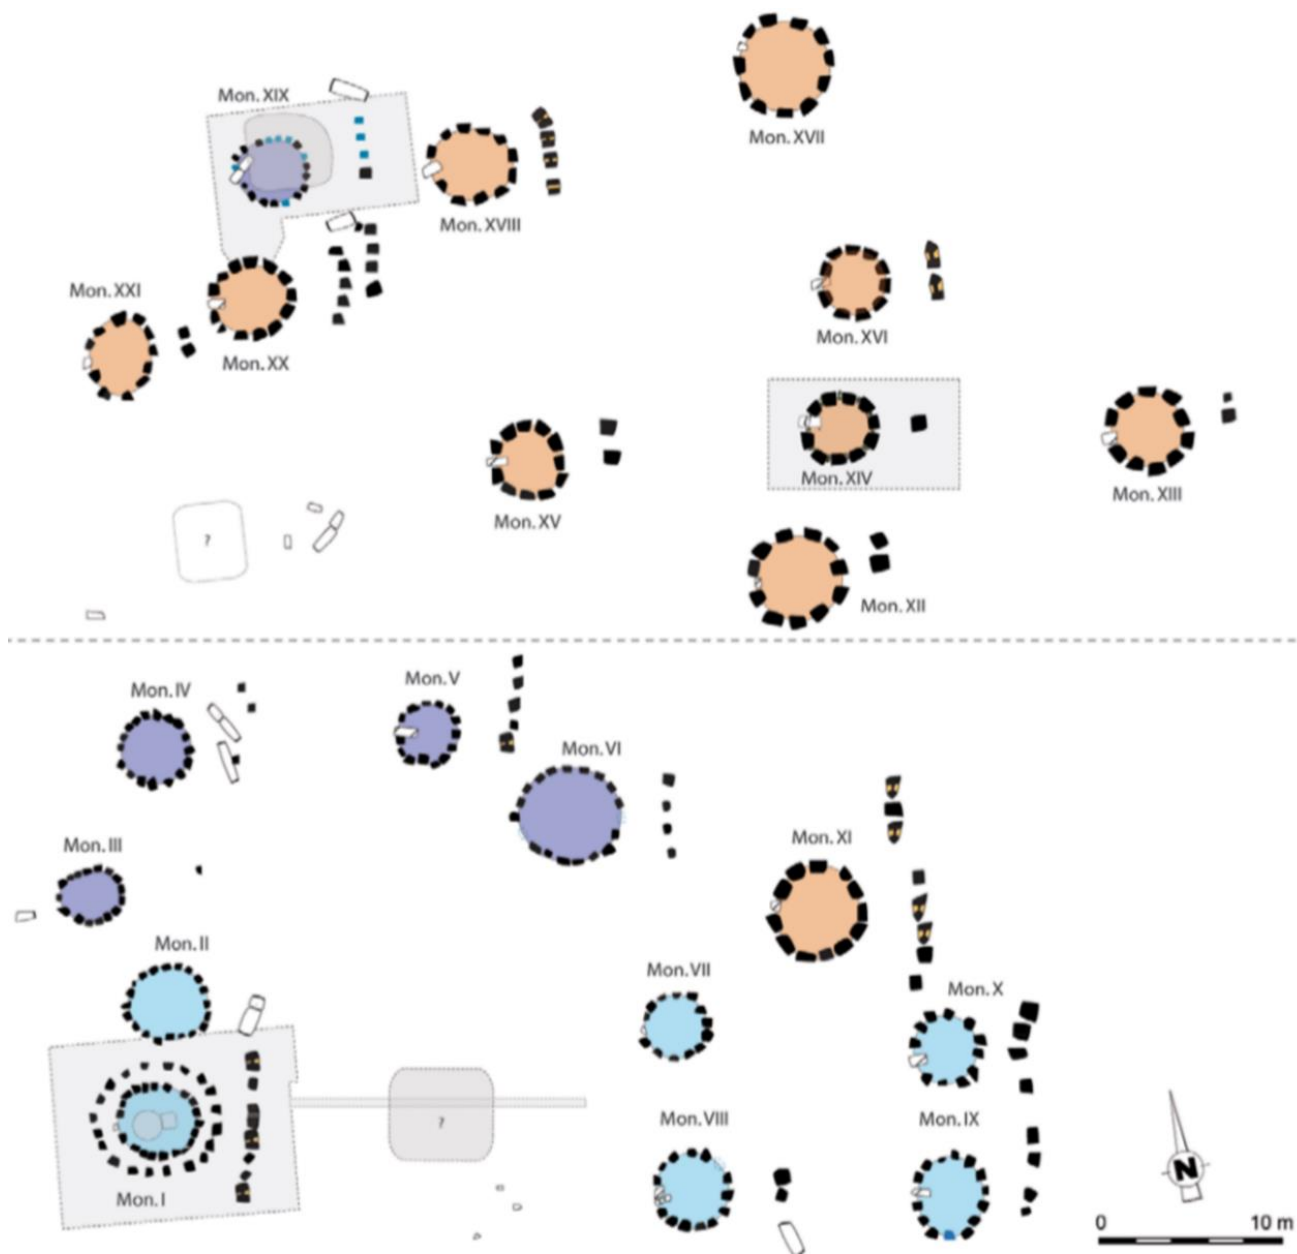 Mon. XVII
Mon. XIX
Mon. XVIII
Mon. XXI
Mon. XX
Mon. XVI
Mon. XV
Mon. XIV
Mon. XIII
?
Mon. XII
Mon. IV
Mon. V
Mon. VI
Mon. III
Mon. XI
Mon. II
Mon. VII
Mon. X
?
Mon. VIII
Mon. IX
Mon. I
N
0 10 m